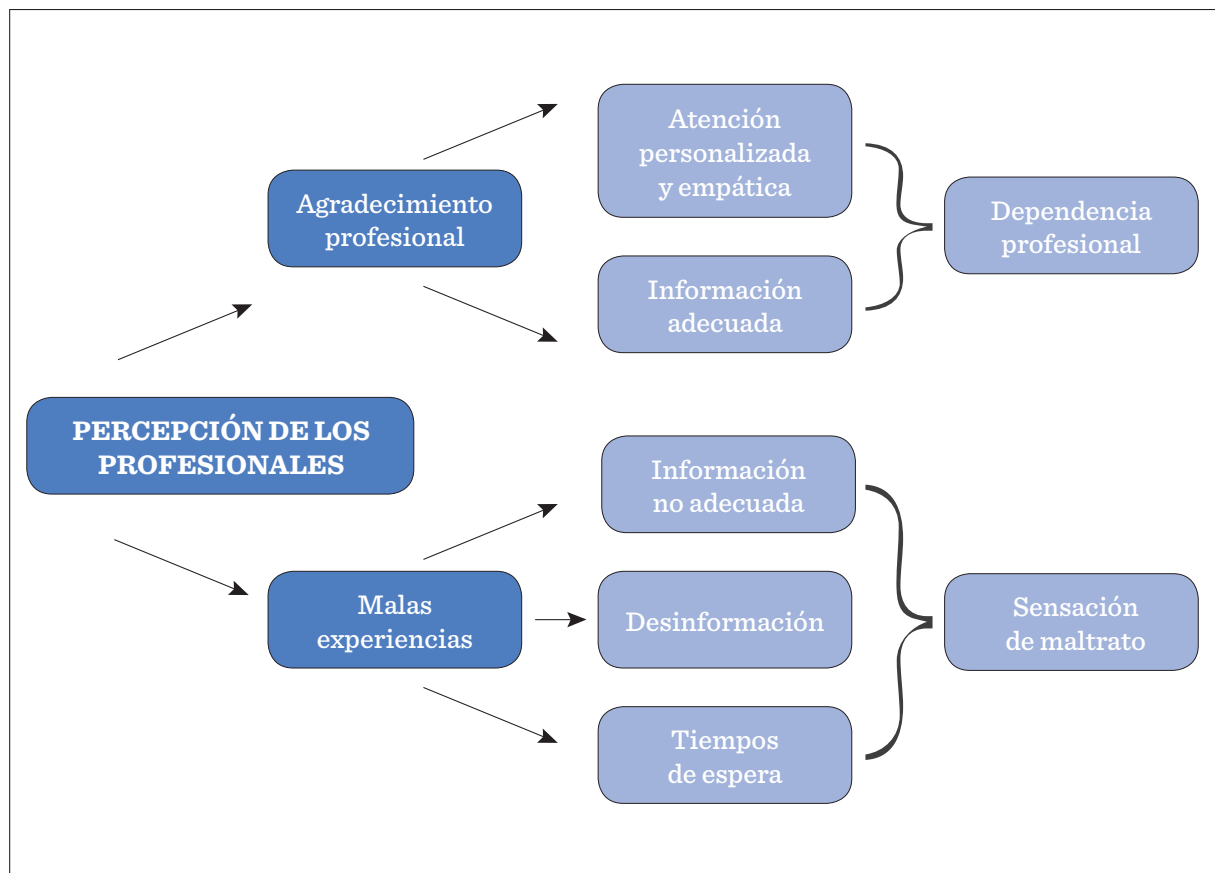 Atención
personalizada
y empática
Agradecimiento
profesional
Dependencia
profesional
Información
adecuada
PERCEPCIÓN DE LOS
PROFESIONALES
Información
no adecuada
Malas
experiencias
Desinformación
Sensación
de maltrato
Tiempos
de espera